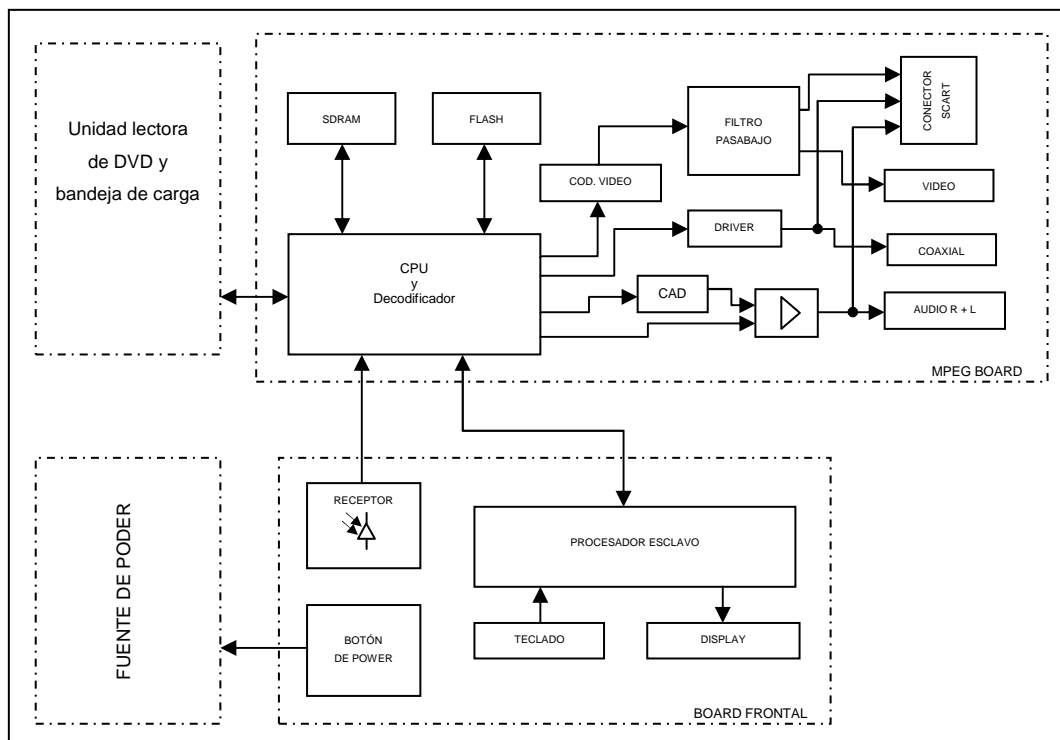 Unidad lectora
de DVD y
bandeja de carga
SDRAM
FLASH
COD. VIDEO
FILTRO
PASABAJO
CONECTOR
SCART
VIDEO
DRIVER
COAXIAL
CPU
y
Decodificador
CAD
AUDIO R + L
MPEG BOARD
FUENTE DE PODER
RECEPTOR
PROCESADOR ESCLAVO
BOTÓN
DE POWER
TECLADO
DISPLAY
BOARD FRONTAL